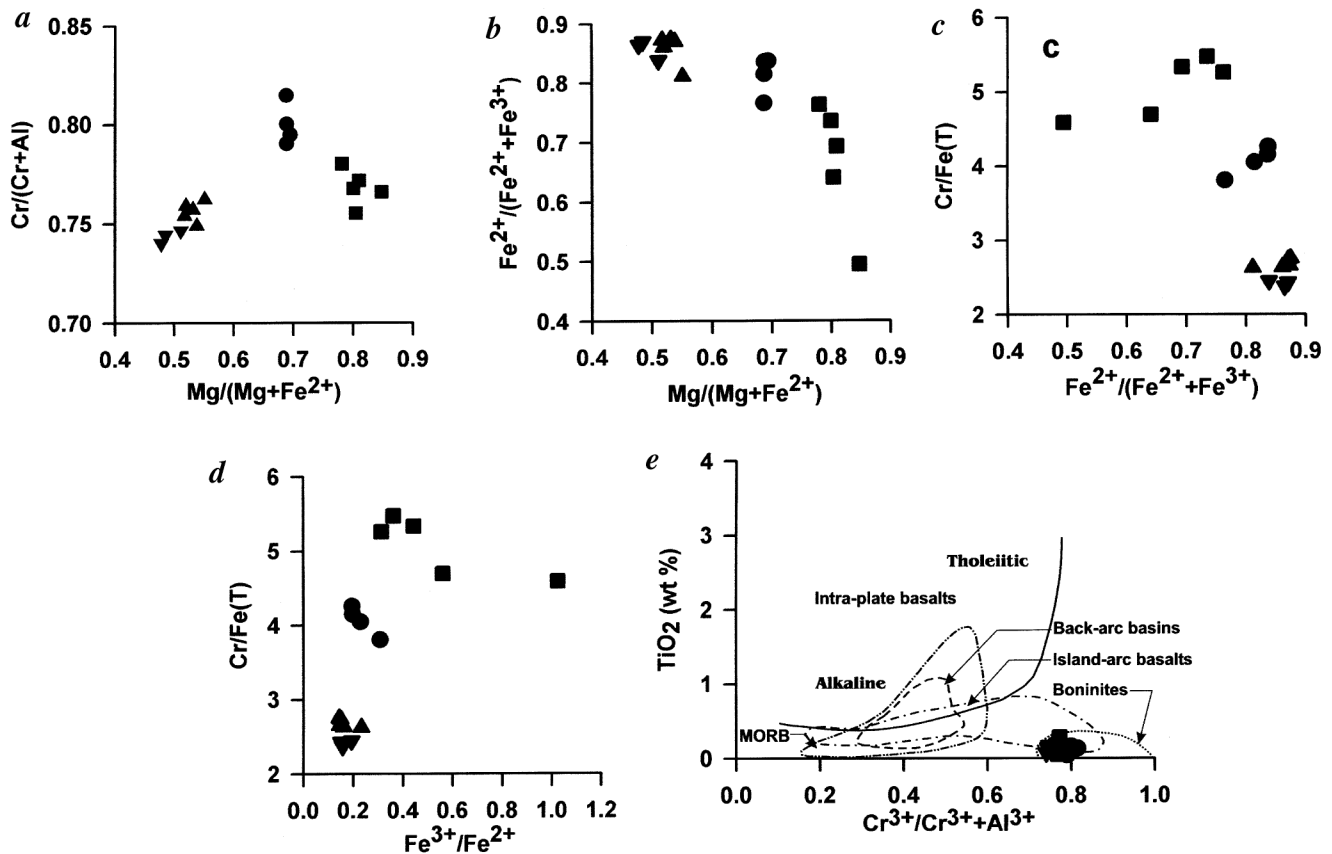 a
0.85
0.80
0.75
0.70
Cr/(Cr+Al)
0.4 0.5 0.6 0.7 0.8 0.9
Mg/(Mg+Fe2+)
b
0.9
0.8
0.7
0.6
0.5
0.4
Fe2+/(Fe2++Fe3+)
0.4 0.5 0.6 0.7 0.8 0.9
Mg/(Mg+Fe2+)
c
C
6
5
4
3
2
Cr/Fe(T)
0.4 0.5 0.6 0.7 0.8 0.9
Fe2+/(Fe2++Fe3+)
d
6
5
4
3
2
Cr/Fe(T)
0.0 0.2 0.4 0.6 0.8 1.0 1.2
Fe3+/Fe2+
e
4
3
2
1
0
TiO2 (wt %)
Tholeiitic
Intra-plate basalts
Back-arc basins
Island-arc basalts
Alkaline
Boninites
MORB
0.0 0.2 0.4 0.6 0.8 1.0
Cr3+/Cr3++Al3+